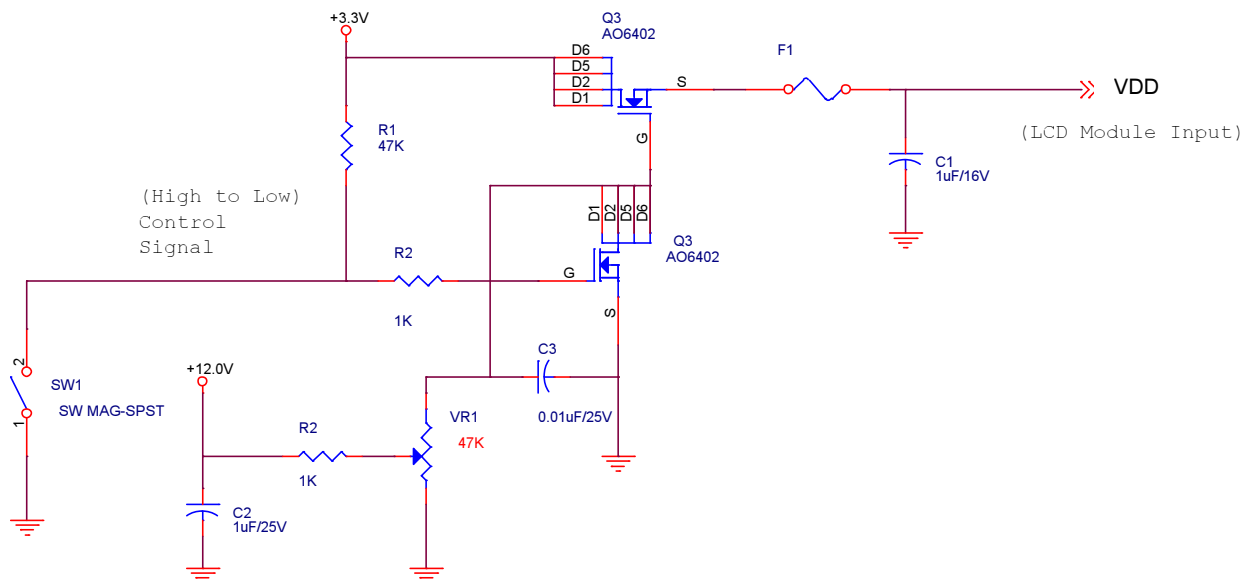 +3.3V
Q3
AO6402
D6
D5
D2
D1
S
G
F1
VDD
(LCD Module Input)
R1
47K
C1
1uF/16V
(High to Low)
Control
Signal
D1
D2
D5
D6
Q3
AO6402
R2
1K
G
S
2
1
SW1
SW MAG-SPST
+12.0V
C3
0.01uF/25V
VR1
47K
R2
1K
C2
1uF/25V